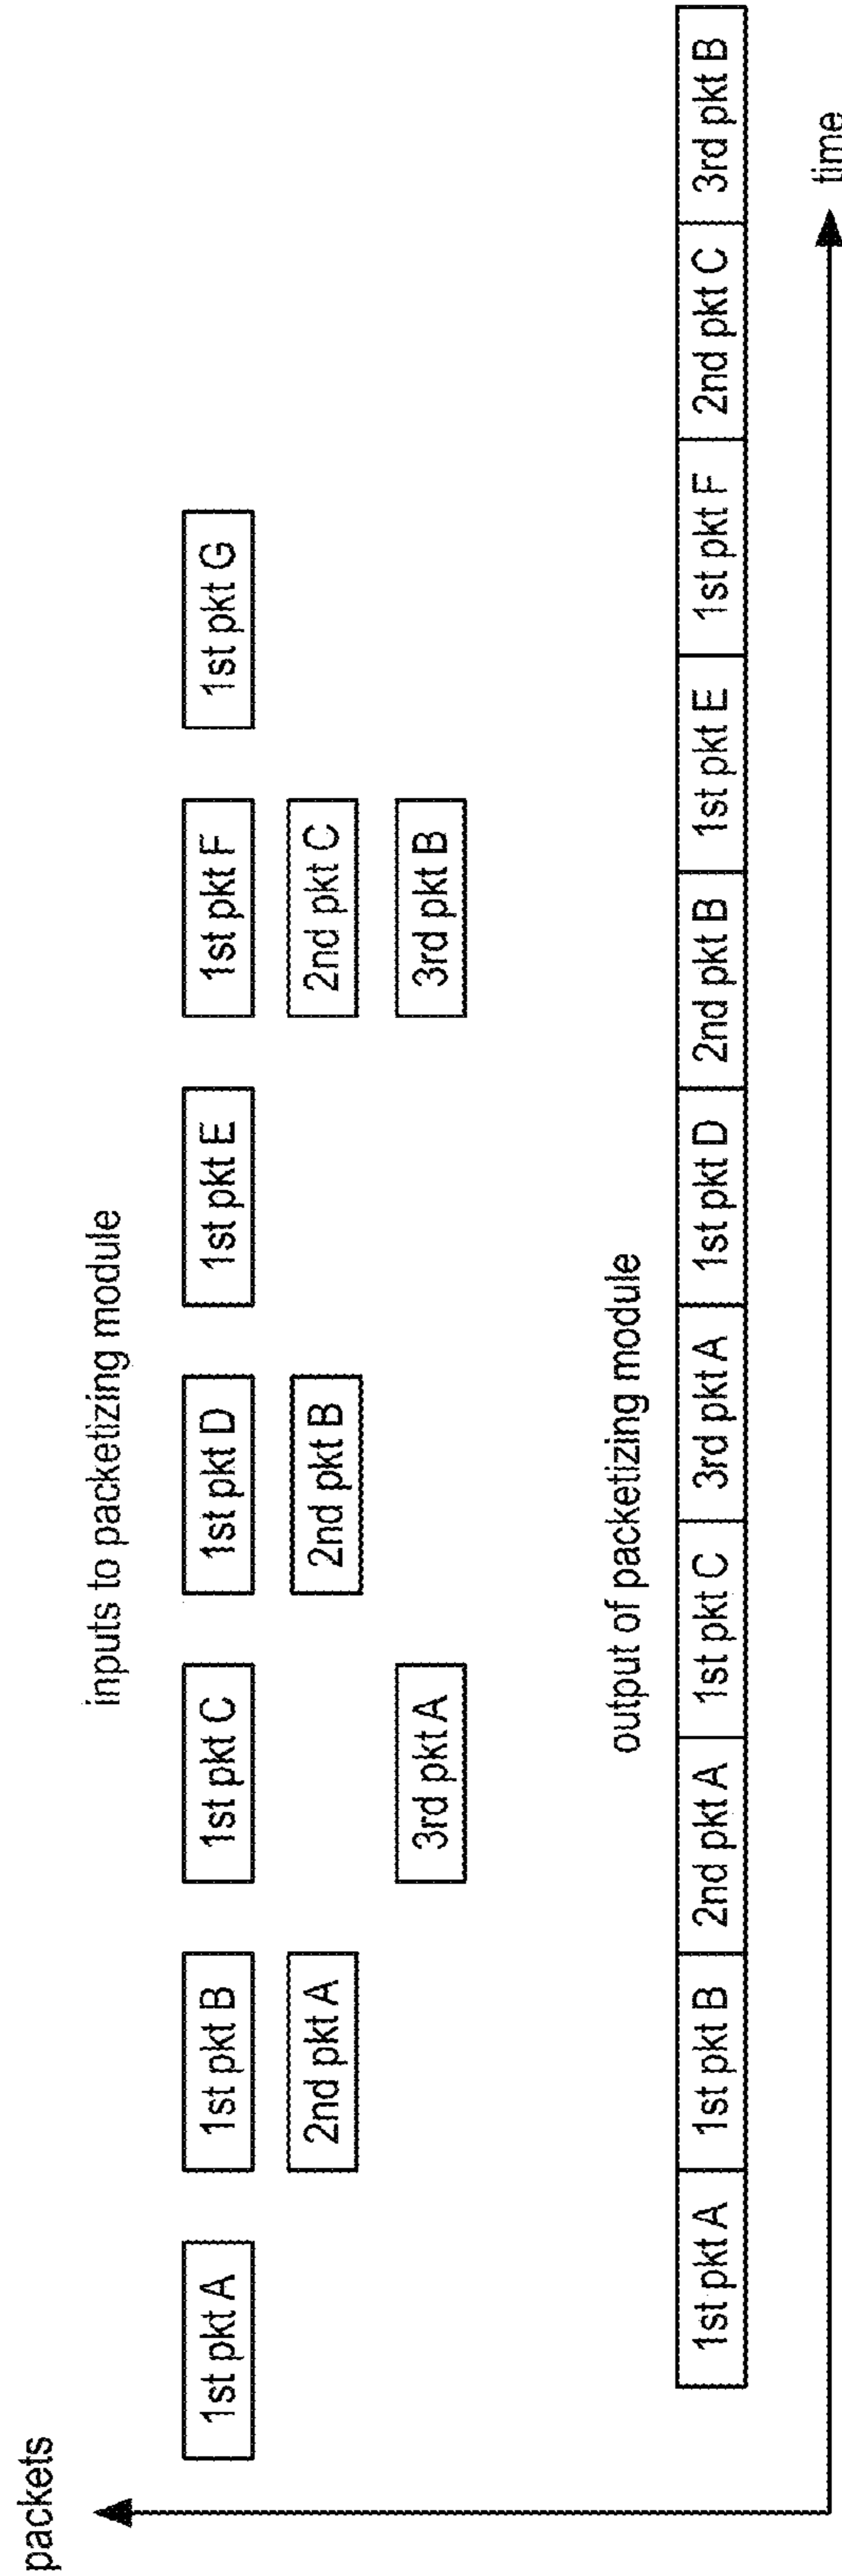 packets
inputs to packetizing module
1st pkt A
1st pkt B
1st pkt C
1st pkt D
1st pkt E
1st pkt F
1st pkt G
2nd pkt A
2nd pkt B
2nd pkt C
3rd pkt A
3rd pkt B
output of packetizing module
1st pkt A
1st pkt B
2nd pkt A
1st pkt C
3rd pkt A
1st pkt D
2nd pkt B
1st pkt E
1st pkt F
2nd pkt C
3rd pkt B
time